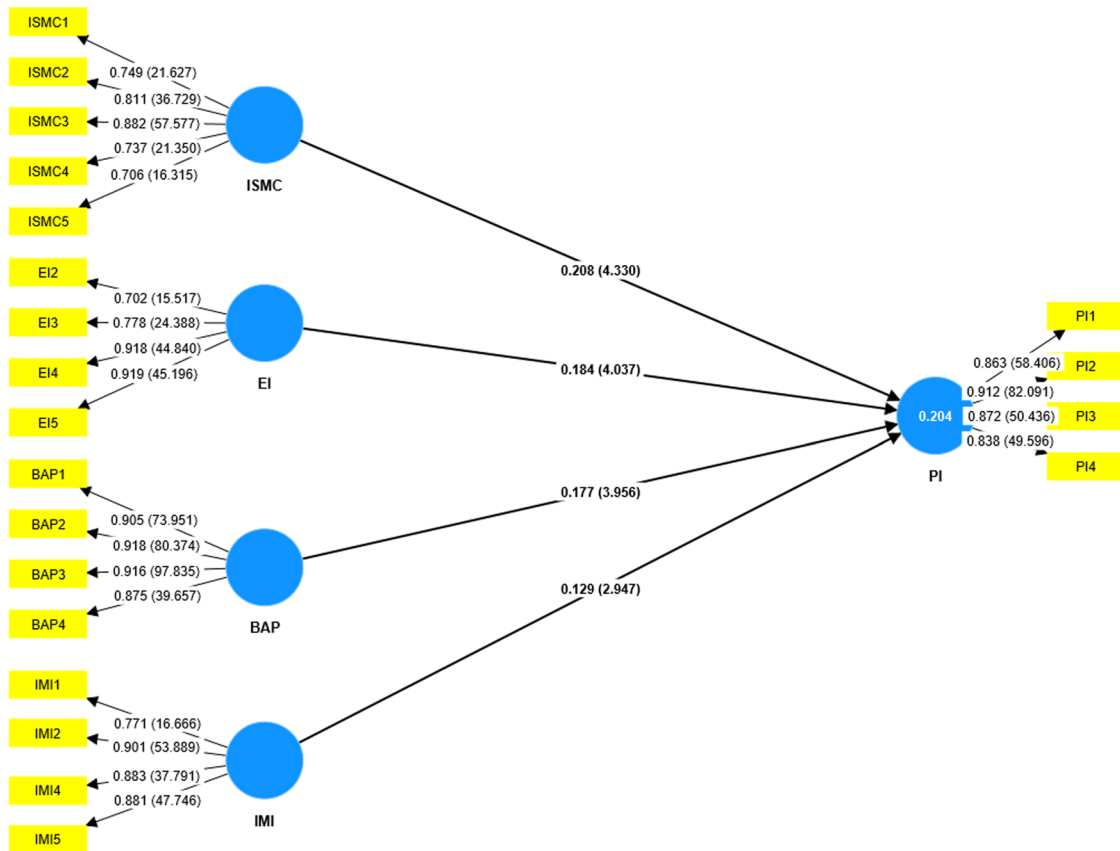 ISMC1
0.749 (21.627)
ISMC2
0.811 (36.729)
ISMC3
0.882 (57.577)
ISMC4
0.737 (21.350)
0.706 (16.315)
ISMC5
ISMC
0.208 (4.330)
EI2
0.702 (15.517)
EI3
0.778 (24.388)
EI4
0.918 (44.840)
0.919 (45.196)
EI5
EI
0.184 (4.037)
BAP1
0.905 (73.951)
BAP2
0.918 (80.374)
BAP3
0.916 (97.835)
0.875 (39.657)
BAP4
BAP
0.177 (3.956)
IMI1
0.771 (16.666)
IMI2
0.901 (53.889)
IMI4
0.883 (37.791)
0.881 (47.746)
IMI5
IMI
0.129 (2.947)
0.204
PI
PI1
0.863 (58.406)
PI2
0.912 (82.091)
PI3
0.872 (50.436)
0.838 (49.596)
PI4